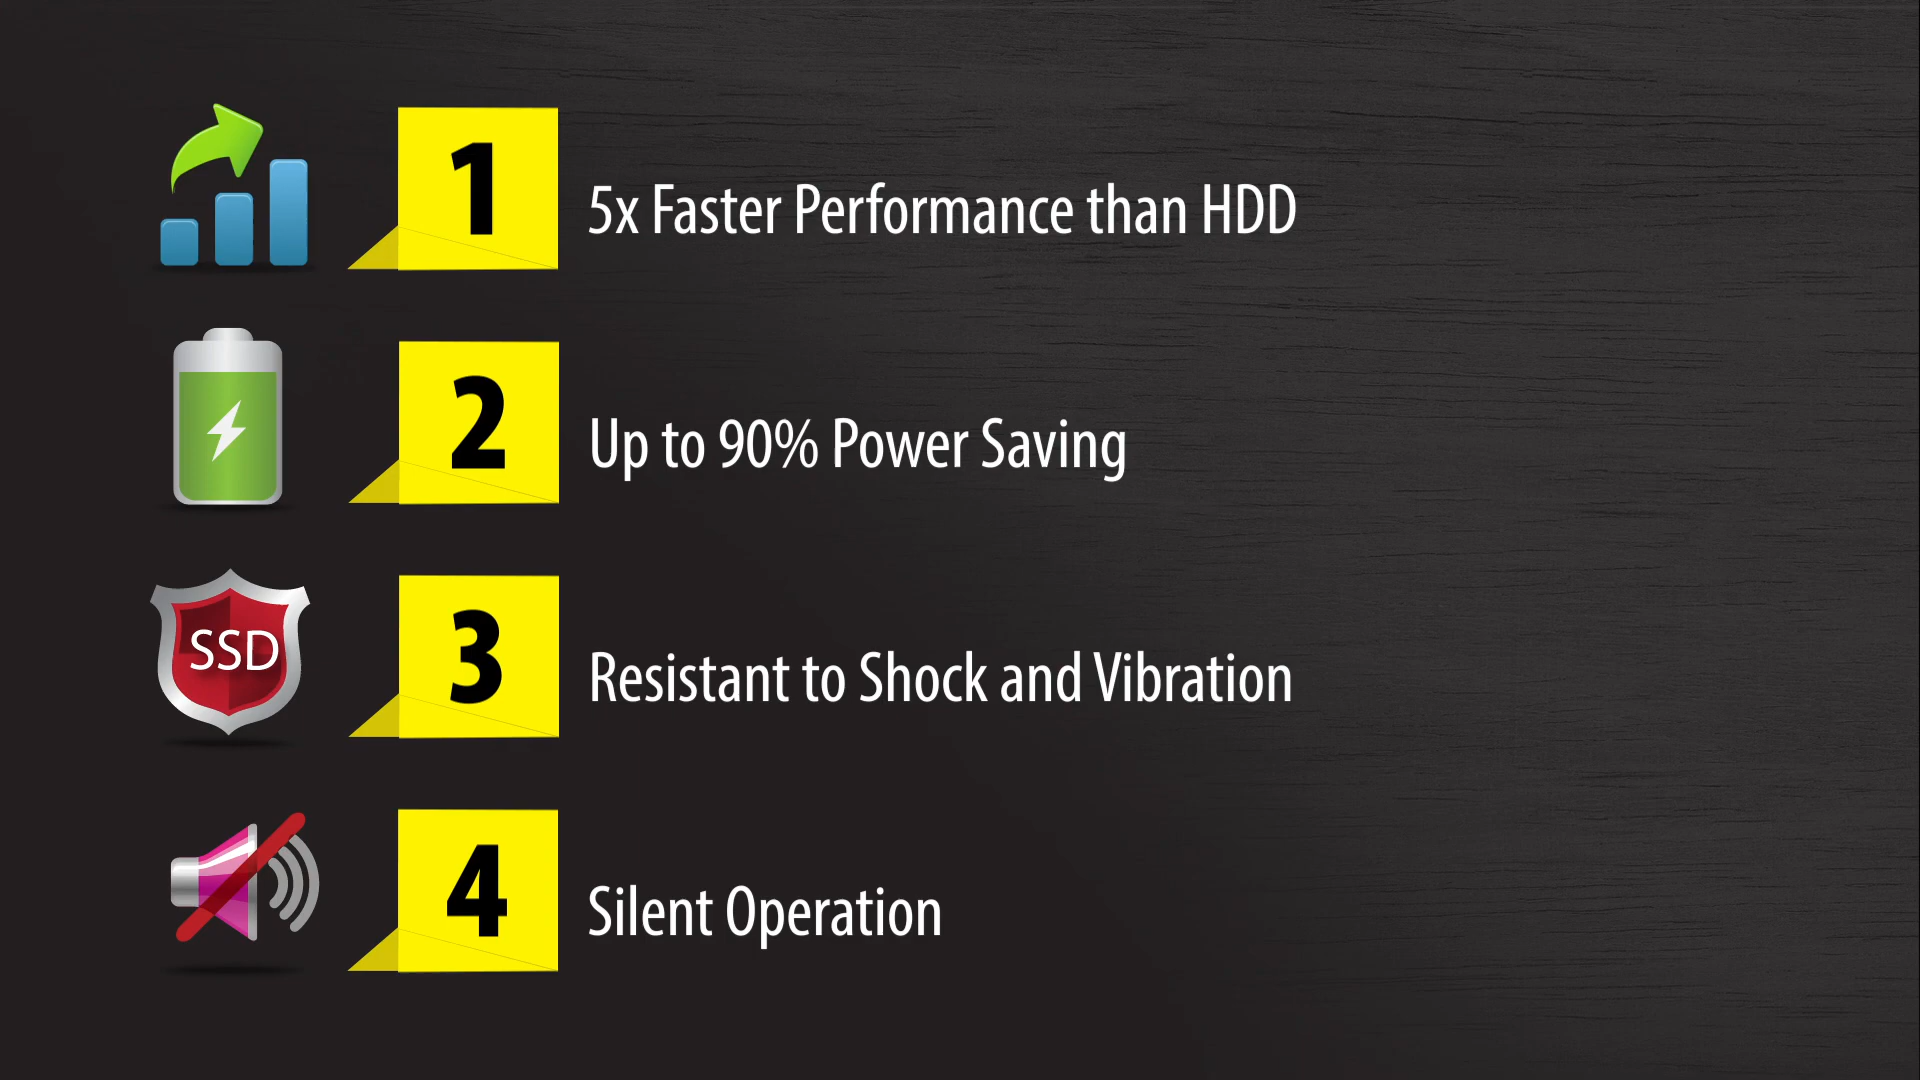 1
5x Faster Performance than HDD
2
Up to 90% Power Saving
SSD
3
Resistant to Shock and Vibration
4
Silent Operation